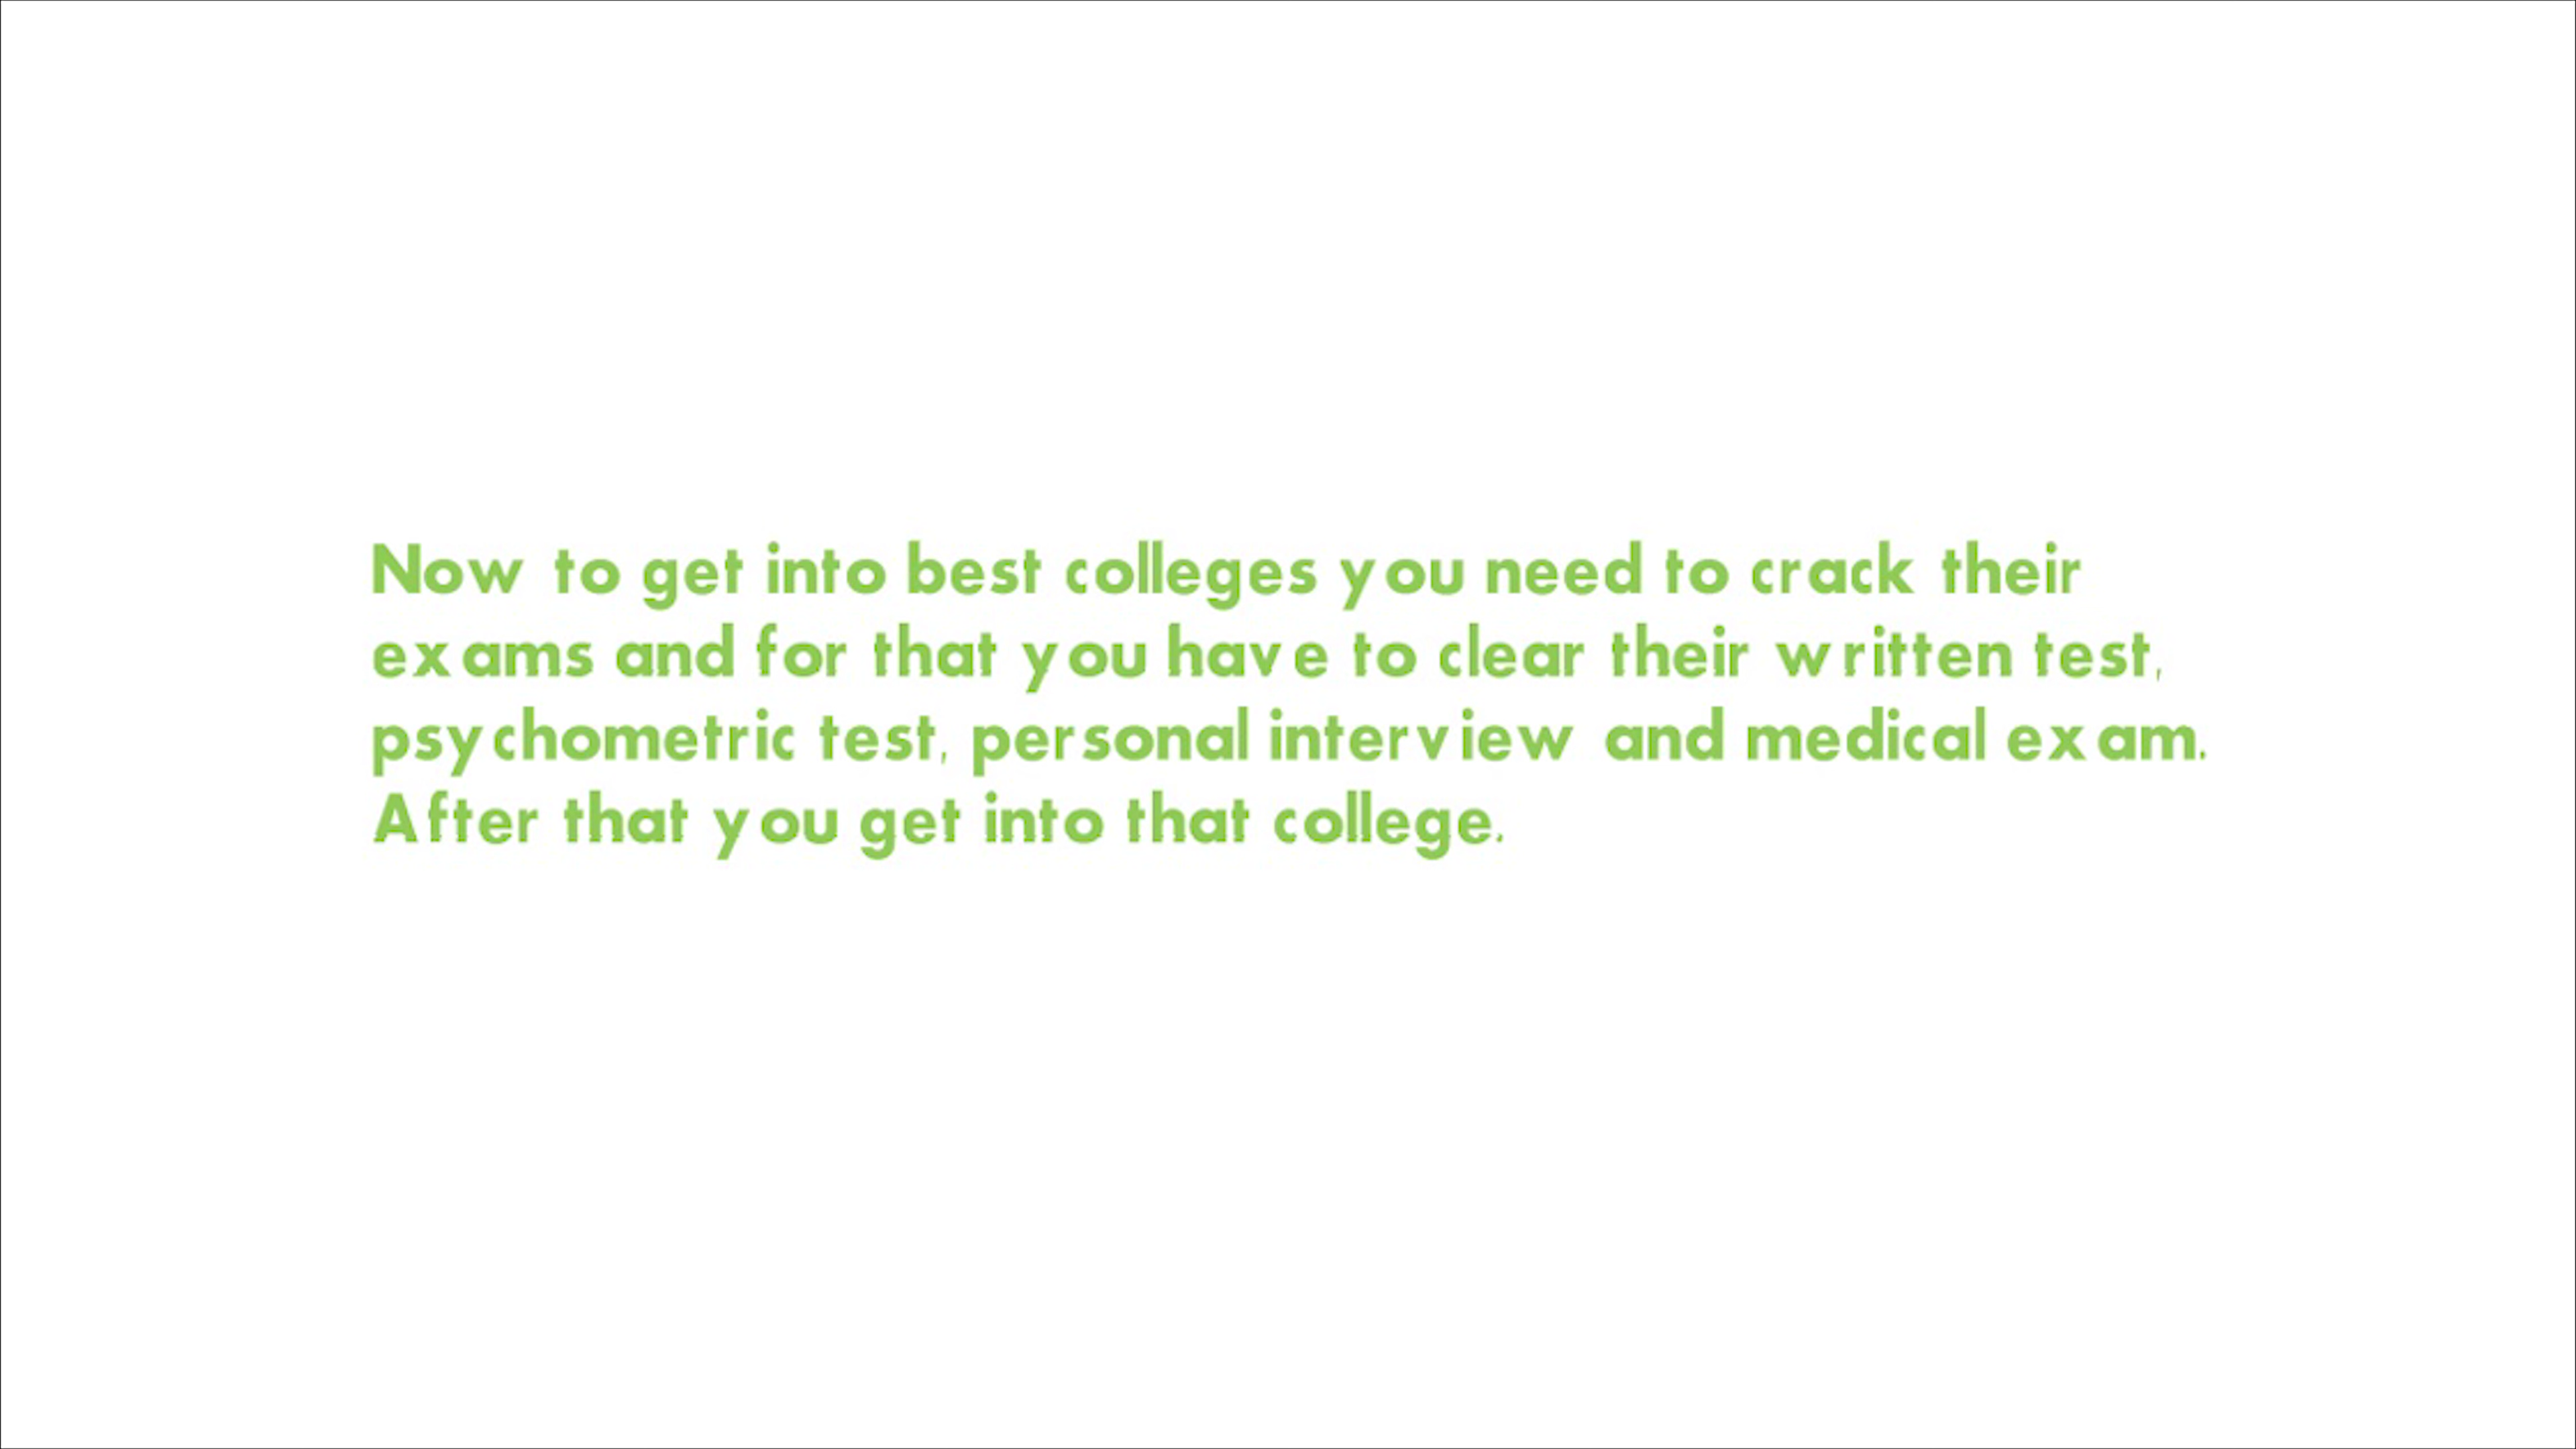 Now to get into best colleges you need to crack their
exams and for that you have to clear their written test,
psychometric test, personal interview and medical exam.
After that you get into that college.